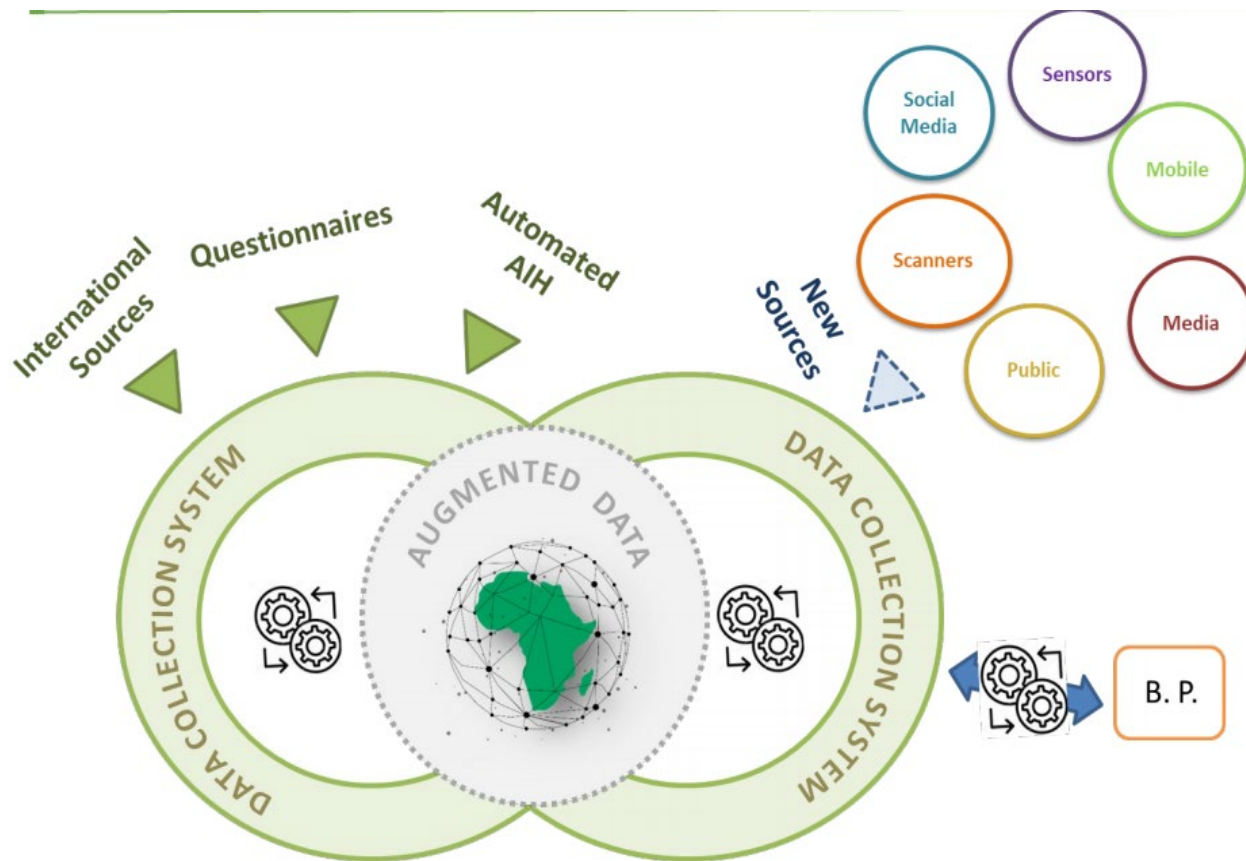 Sensors
Social
Media
Mobile
Automated
AIH
Questionnaires
International
Sources
Scanners
New
Sources
Media
Public
DATA COLLECTION SYSTEM
AUGMENTED DATA
DATA COLLECTION SYSTEM
B. P.